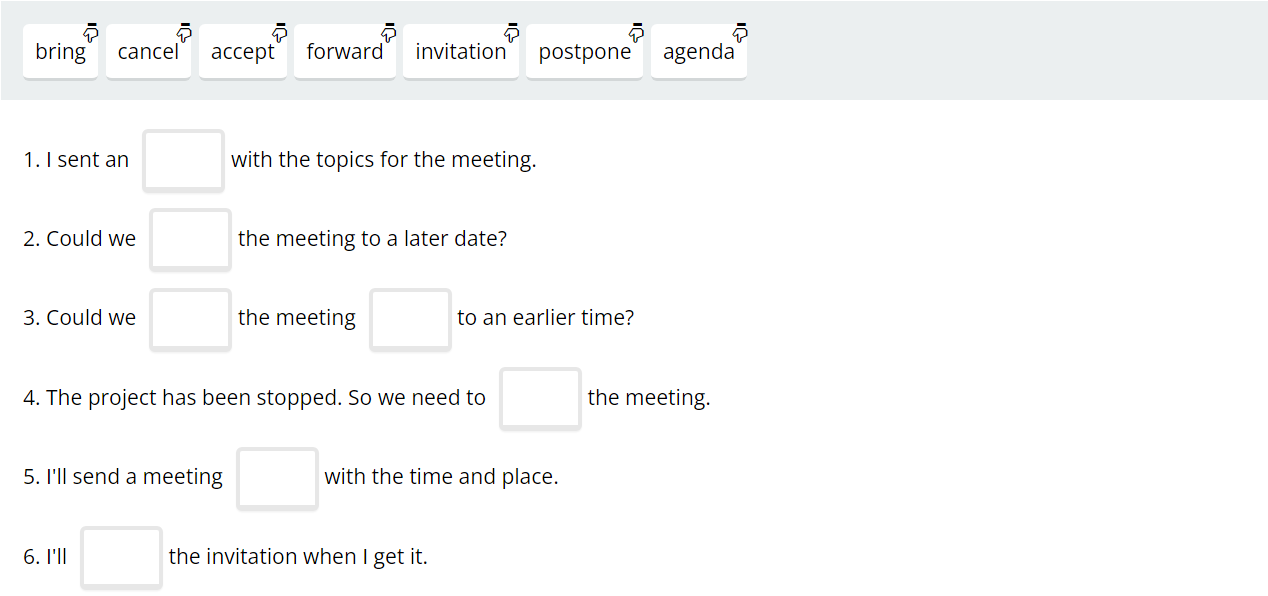 bring cancel accept forward invitation postpone agenda
1. I sent an with the topics for the meeting.
2. Could we the meeting to a later date?
3. Could we the meeting to an earlier time?
4. The project has been stopped. So we need to the meeting.
5. I'll send a meeting with the time and place.
6. I'll the invitation when I get it.